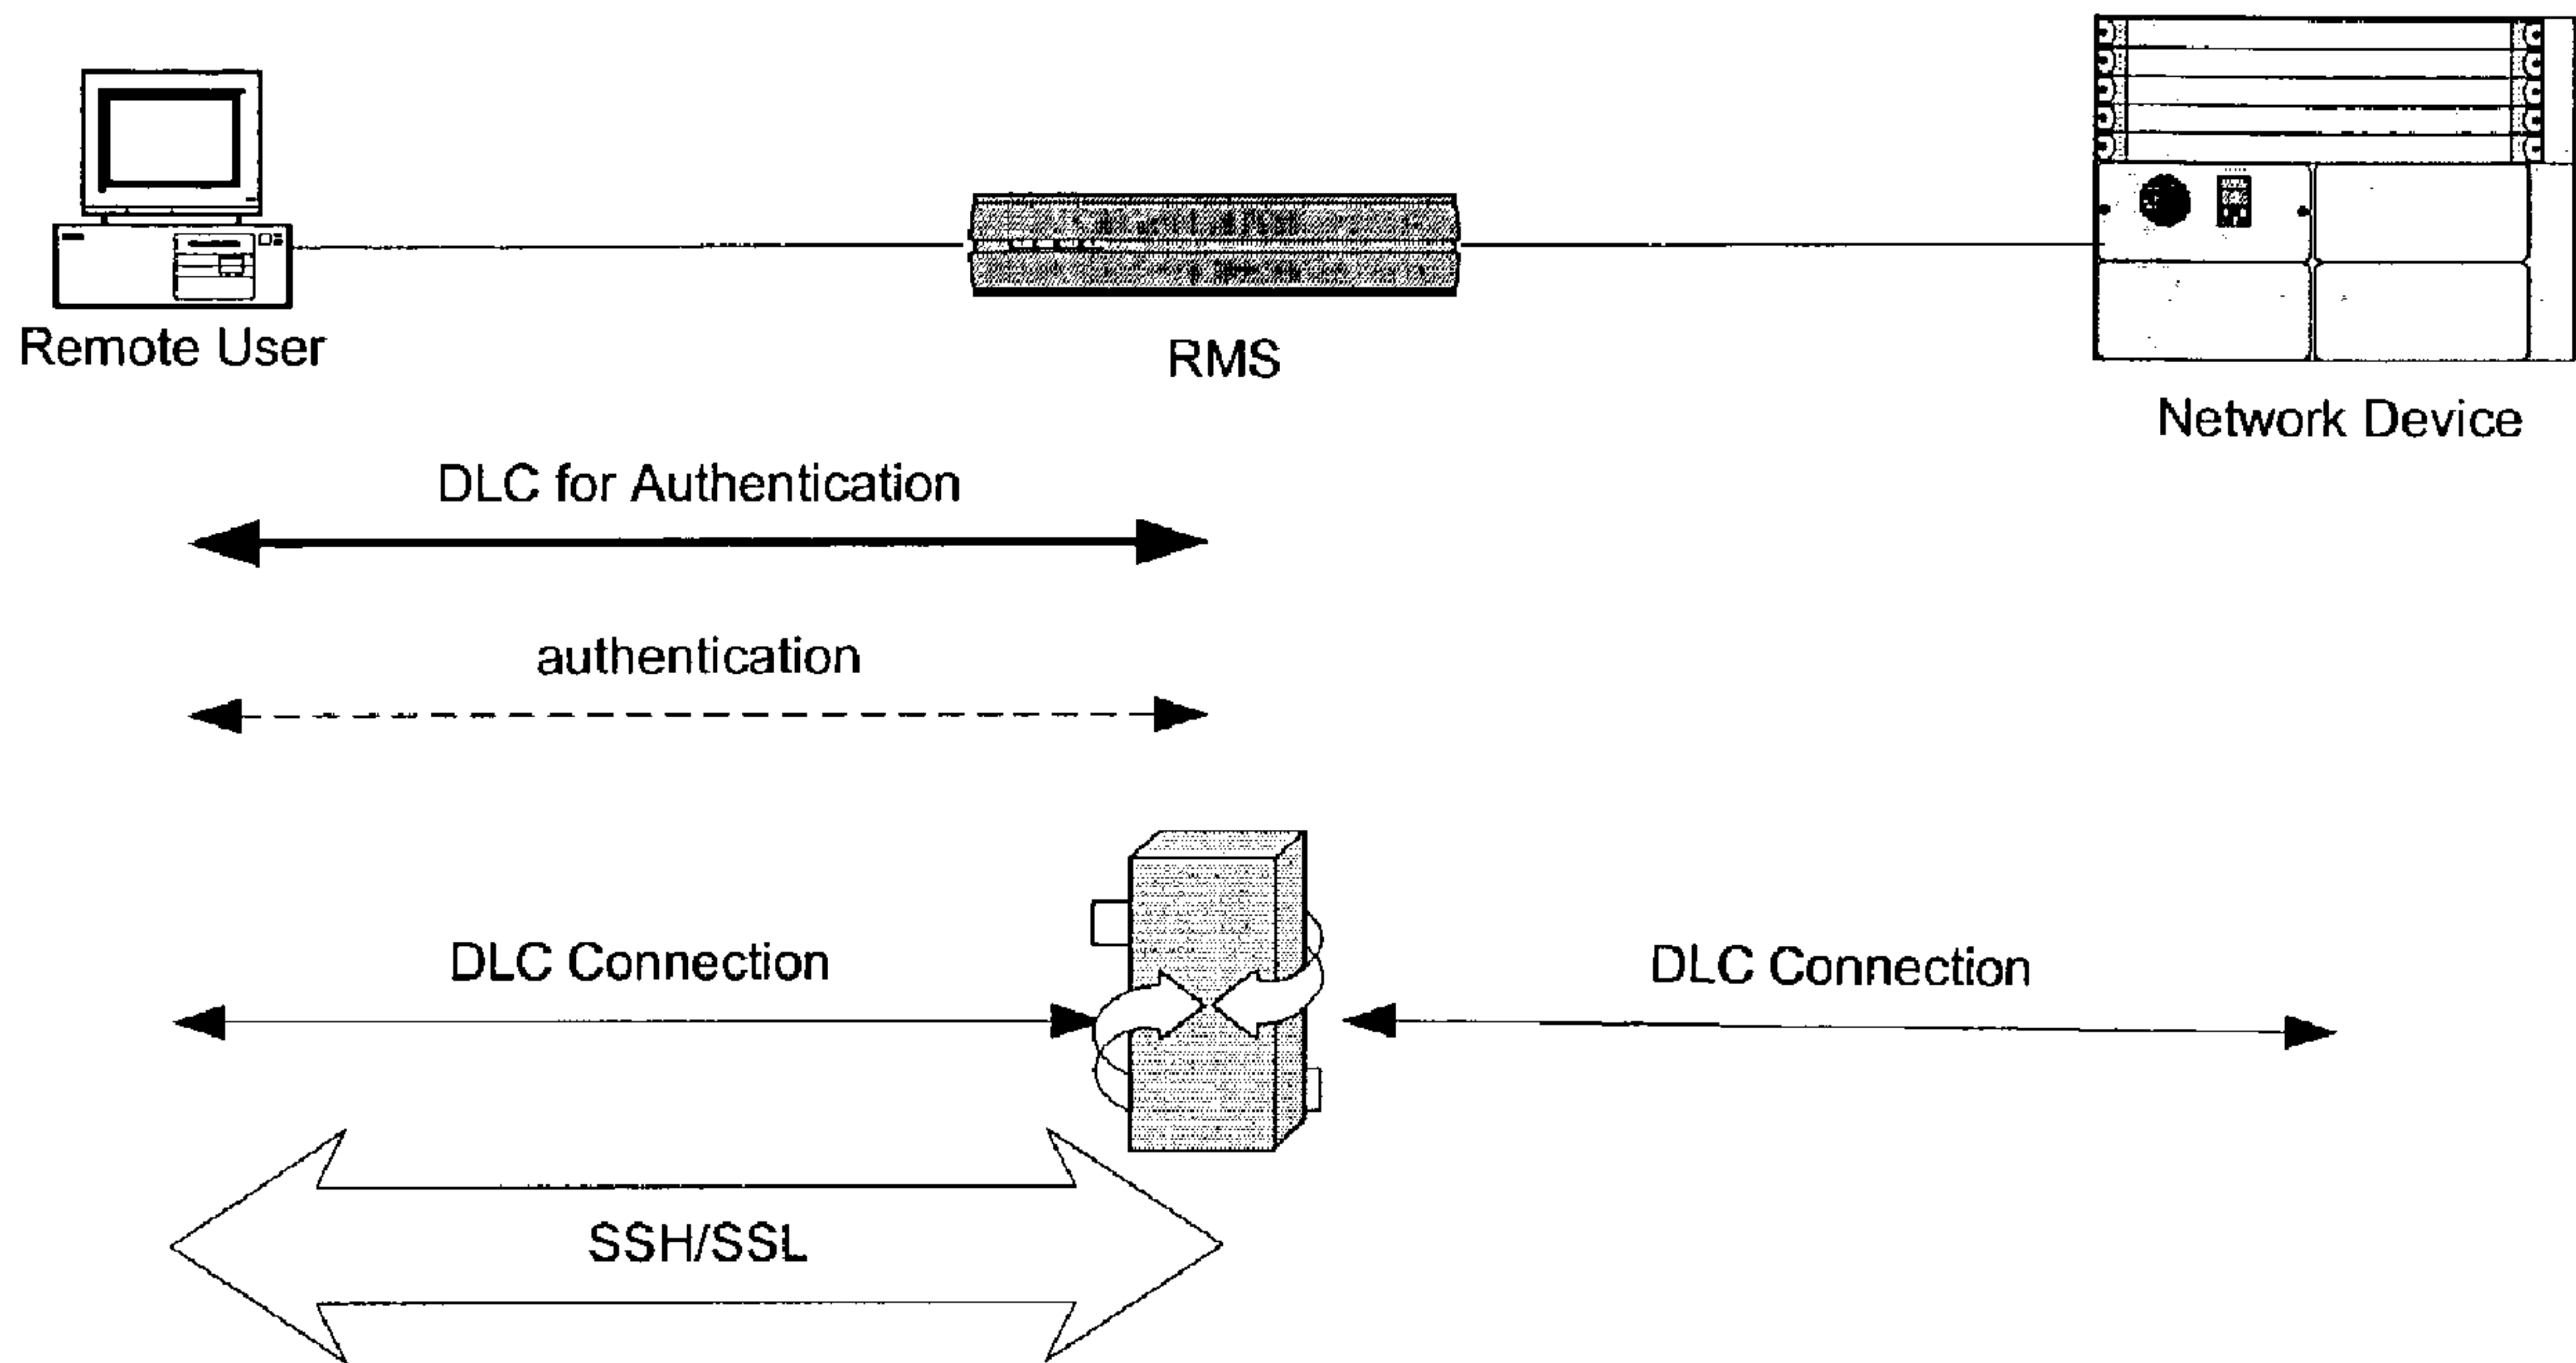 Remote User
RMS
Network Device
DLC for Authentication
authentication
DLC Connection
DLC Connection
SSH/SSL